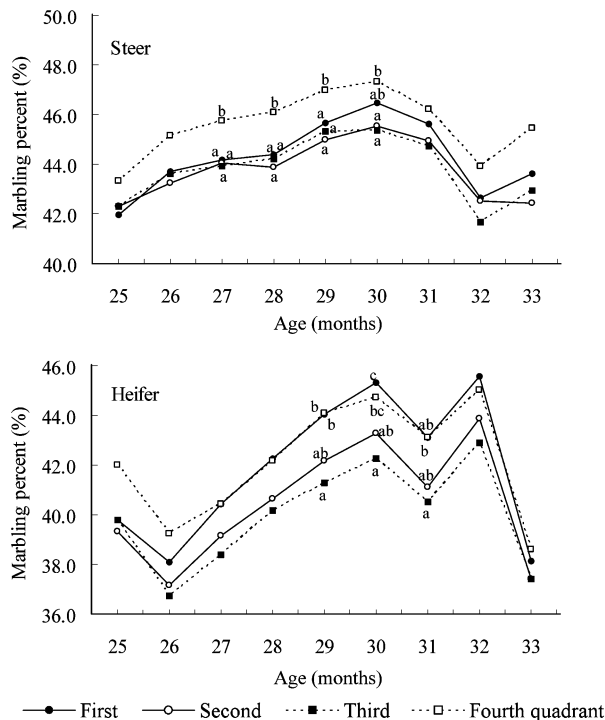 50.0
Steer
48.0
b
b
b
ab
b
b
a
a
46.0
a a
a
a a
a
44.0
a
a
a
a
42.0
40.0
Marbling percent (%)
25 26 27 28 29 30 31 32 33
Age (months)
46.0
Heifer
c
b
bc
44.0
b
ab
ab
ab
b
42.0
ab
a
a
40.0
a
38.0
36.0
Marbling percent (%)
25 26 27 28 29 30 31 32 33
Age (months)
First Second Third Fourth quadrant